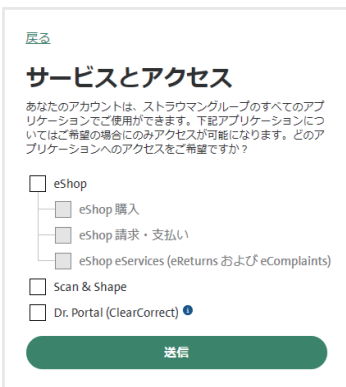 戻る
サービスとアクセス
あなたのアカウントは、ストラウマングループのすべてのアプ
リケーションでご使用ができます。下記アプリケーションにつ
いてはご希望の場合にのみアクセスが可能になります。どのア
プリケーションへのアクセスをご希望ですか？
eShop
eShop 購入
eShop 請求・支払い
eShop eServices (eReturns および eComplaints)
Scan & Shape
Dr. Portal (ClearCorrect)
送信